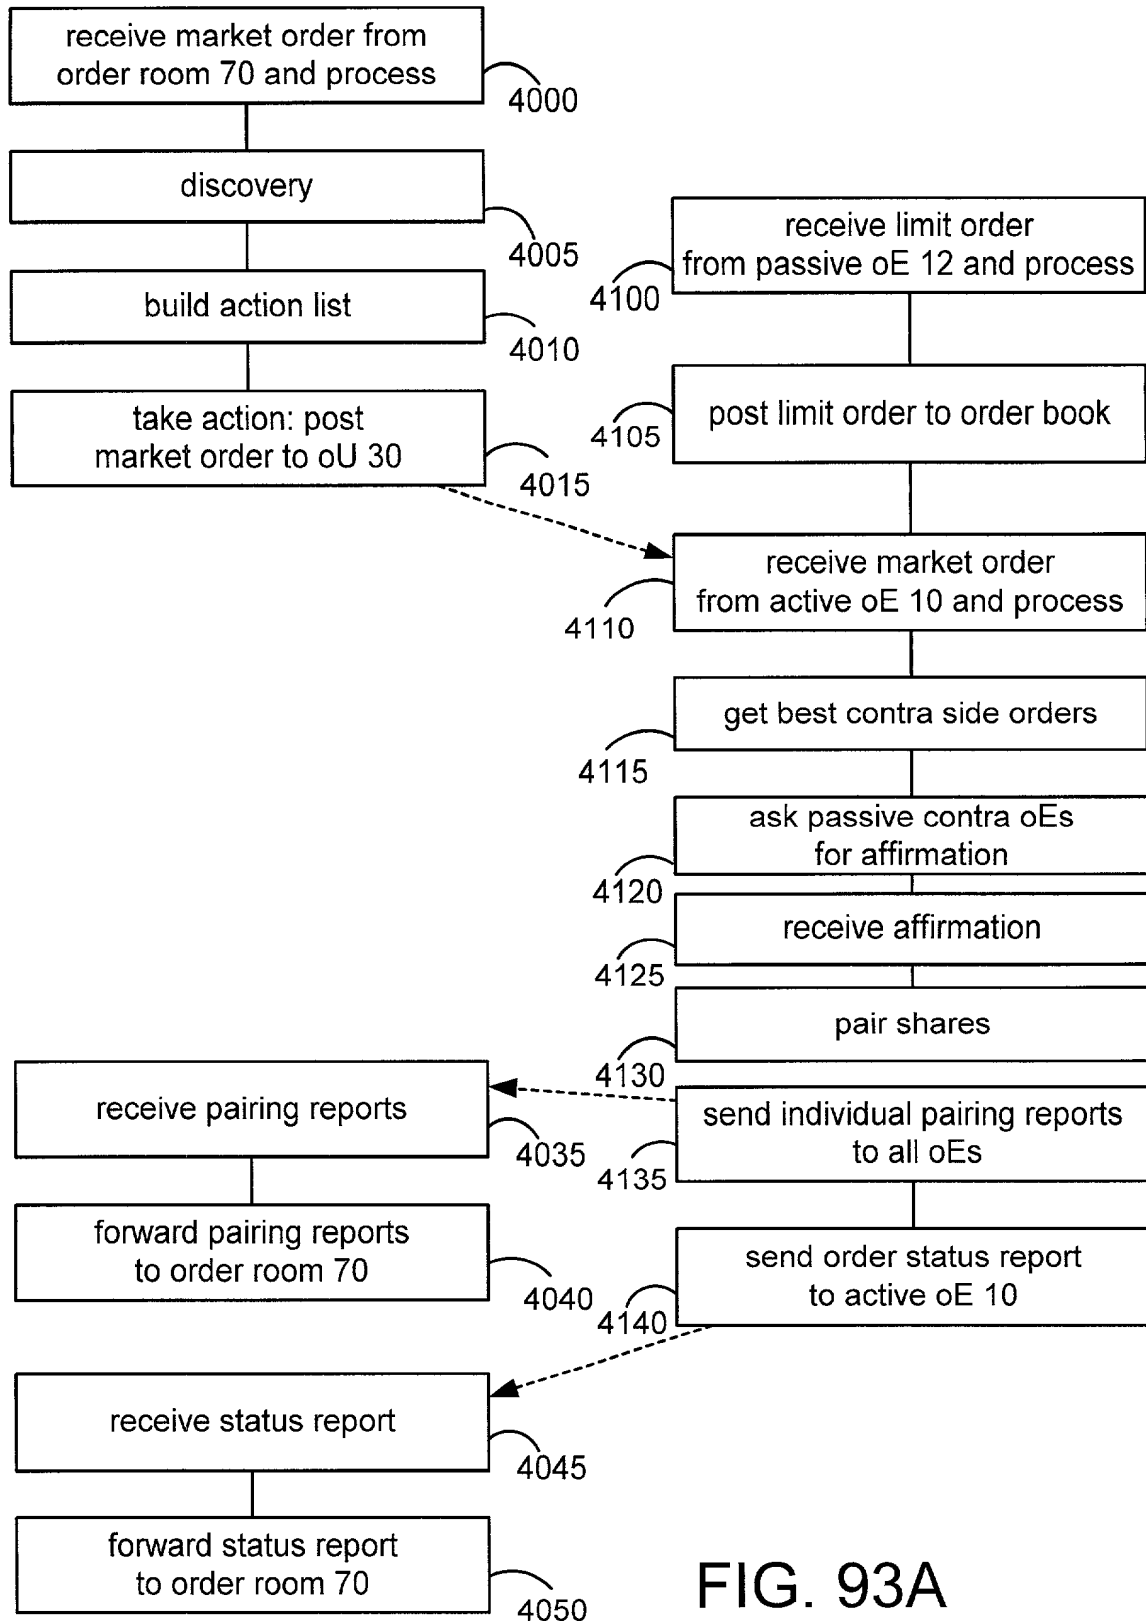 receive market order from
order room 70 and process
4000
discovery
4005
build action list
4010
take action: post
market order to oU 30
4015
receive limit order
from passive oE 12 and process
4100
post limit order to order book
4105
receive market order
from active oE 10 and process
4110
get best contra side orders
4115
ask passive contra oEs
for affirmation
4120
receive affirmation
4125
pair shares
4130
send individual pairing reports
to all oEs
4135
send order status report
to active oE 10
4140
receive pairing reports
4035
forward pairing reports
to order room 70
4040
receive status report
4045
forward status report
to order room 70
4050
FIG. 93A